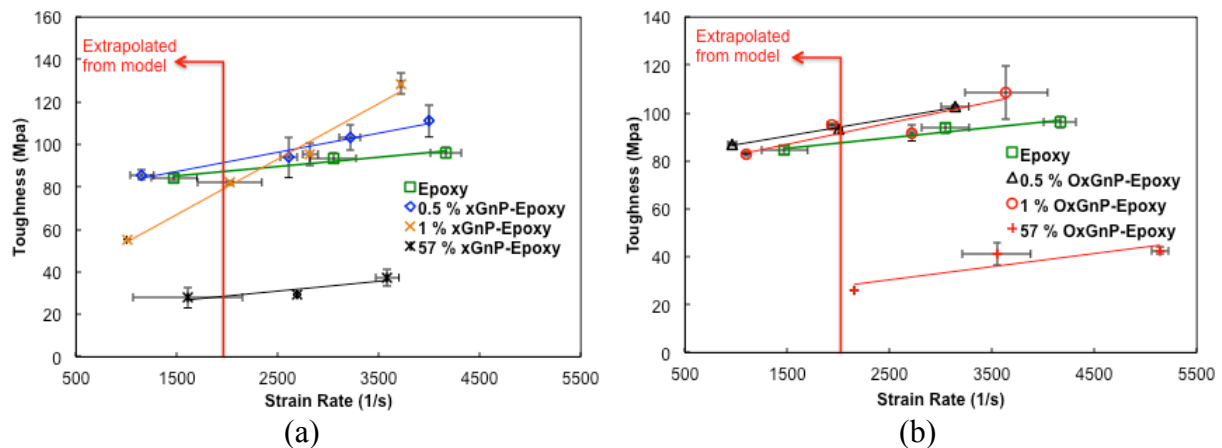 160
140
120
100
80
60
40
20
0
Toughness (Mpa)
Extrapolated
from model
Epoxy
0.5 % xGnP-Epoxy
1 % xGnP-Epoxy
57 % xGnP-Epoxy
500 1500 2500 3500 4500 5500
Strain Rate (1/s)
(a)
140
120
100
80
60
40
20
0
Toughness (Mpa)
Extrapolated
from model
Epoxy
0.5 % OxGnP-Epoxy
1 % OxGnP-Epoxy
57 % OxGnP-Epoxy
500 1500 2500 3500 4500 5500
Strain Rate (1/s)
(b)